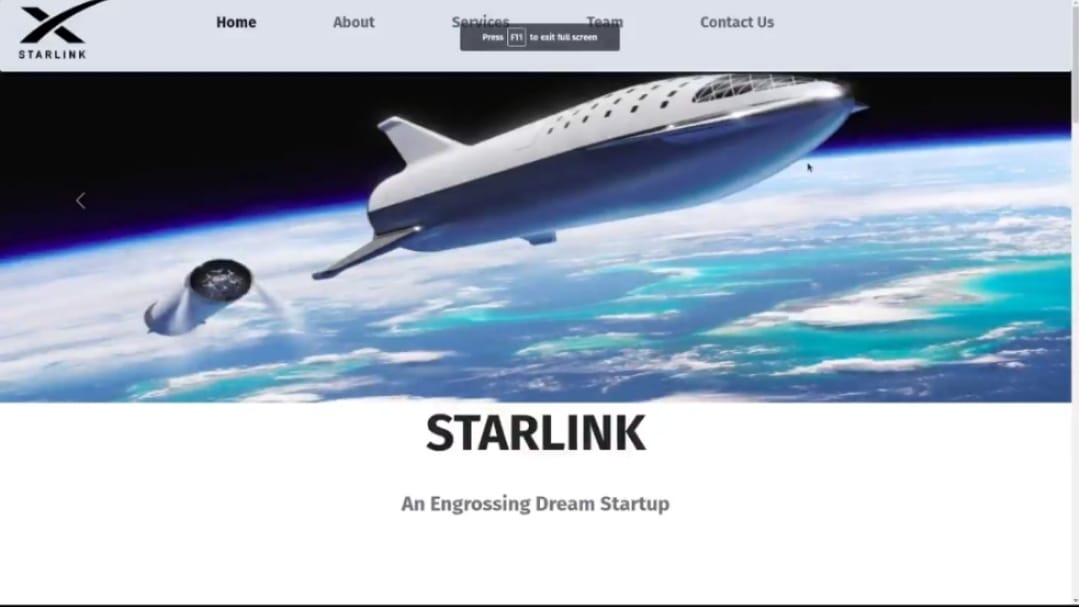 Home About Services Team Contact Us
Press F11 to exit full screen
STARLINK
STARLINK
An Engrossing Dream Startup